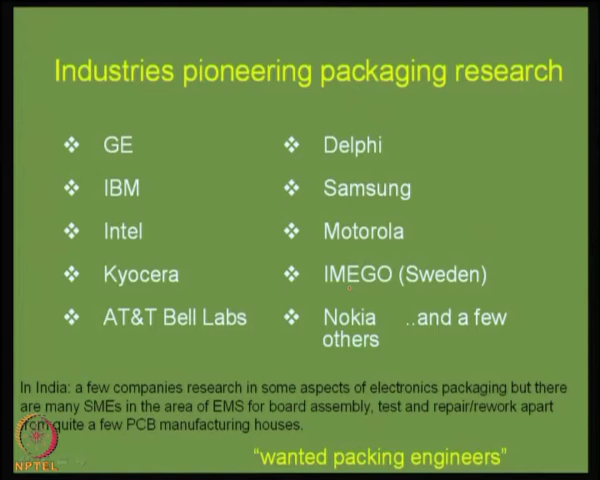 Industries pioneering packaging research
GE
IBM
Intel
Kyocera
AT&T Bell Labs
Delphi
Samsung
Motorola
IMEGO (Sweden)
Nokia ..and a few
others
In India: a few companies research in some aspects of electronics packaging but there
are many SMEs in the area of EMS for board assembly, test and repair/rework apart
from quite a few PCB manufacturing houses.
"wanted packing engineers"
NPTEL